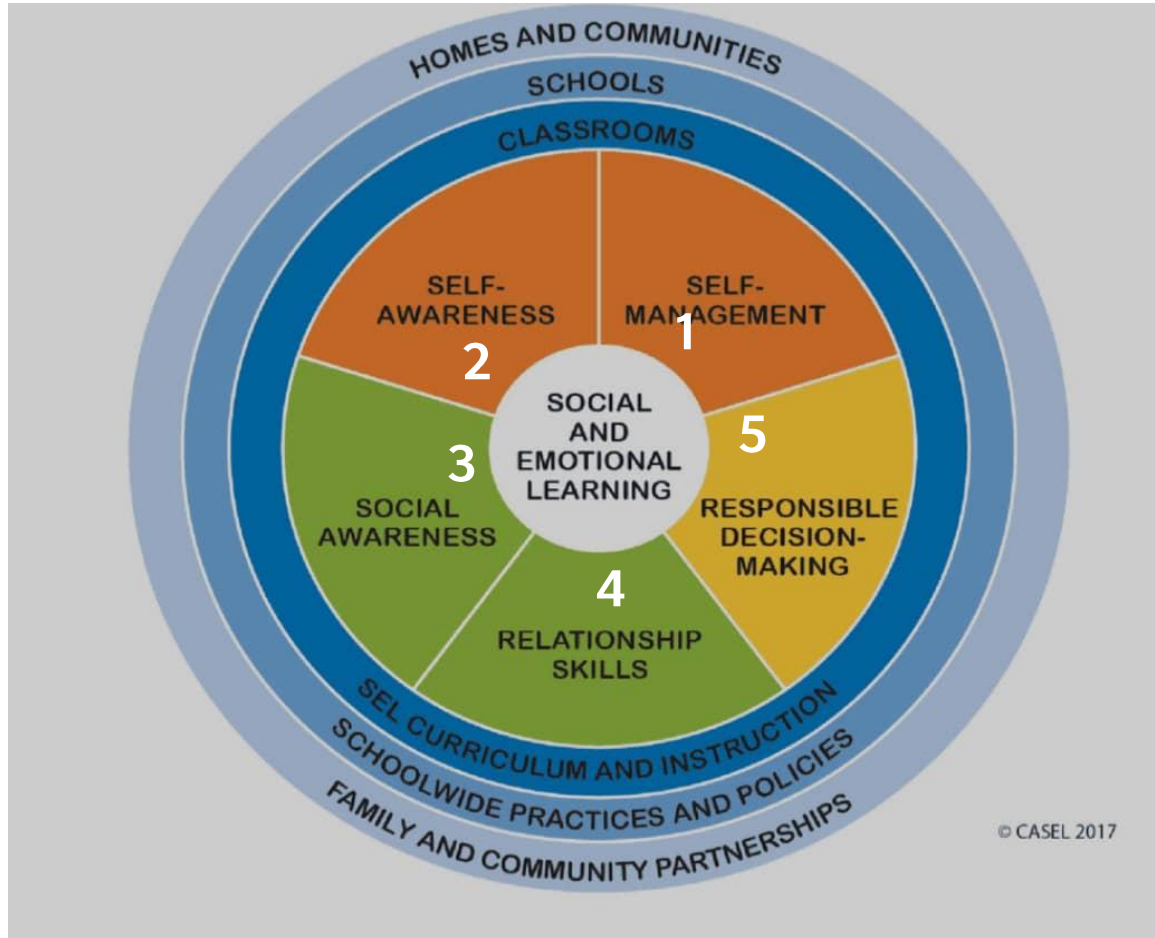 HOMES AND COMMUNITIES
SCHOOLS
CLASSROOMS
SELF-
AWARENESS
2
SELF-
MANAGEMENT
1
SOCIAL
AND
EMOTIONAL
LEARNING
3
SOCIAL
AWARENESS
5
RESPONSIBLE
DECISION-
MAKING
4
RELATIONSHIP
SKILLS
SEL CURRICULUM AND INSTRUCTION
SCHOOLWIDE PRACTICES AND POLICIES
FAMILY AND COMMUNITY PARTNERSHIPS
© CASEL 2017